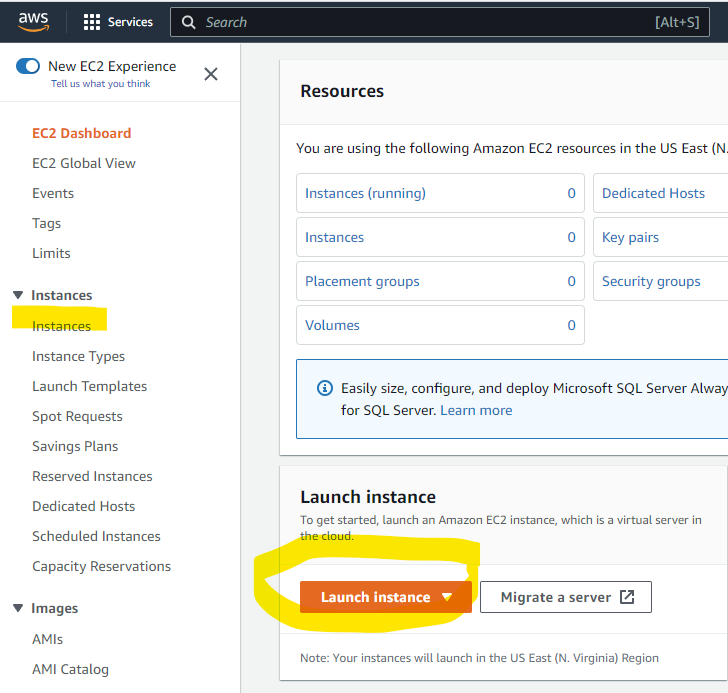 aws
Services
Search
[Alt+S]
New EC2 Experience
Tell us what you think
EC2 Dashboard
EC2 Global View
Events
Tags
Limits
Instances
Instances
Instance Types
Launch Templates
Spot Requests
Savings Plans
Reserved Instances
Dedicated Hosts
Scheduled Instances
Capacity Reservations
Images
AMIs
AMI Catalog
Resources
You are using the following Amazon EC2 resources in the US East (N.
Instances (running) 0
Dedicated Hosts
Instances 0
Key pairs
Placement groups 0
Security groups
Volumes 0
Easily size, configure, and deploy Microsoft SQL Server Alway
for SQL Server. Learn more
Launch instance
To get started, launch an Amazon EC2 instance, which is a virtual server in
the cloud.
Launch instance
Migrate a server
Note: Your instances will launch in the US East (N. Virginia) Region